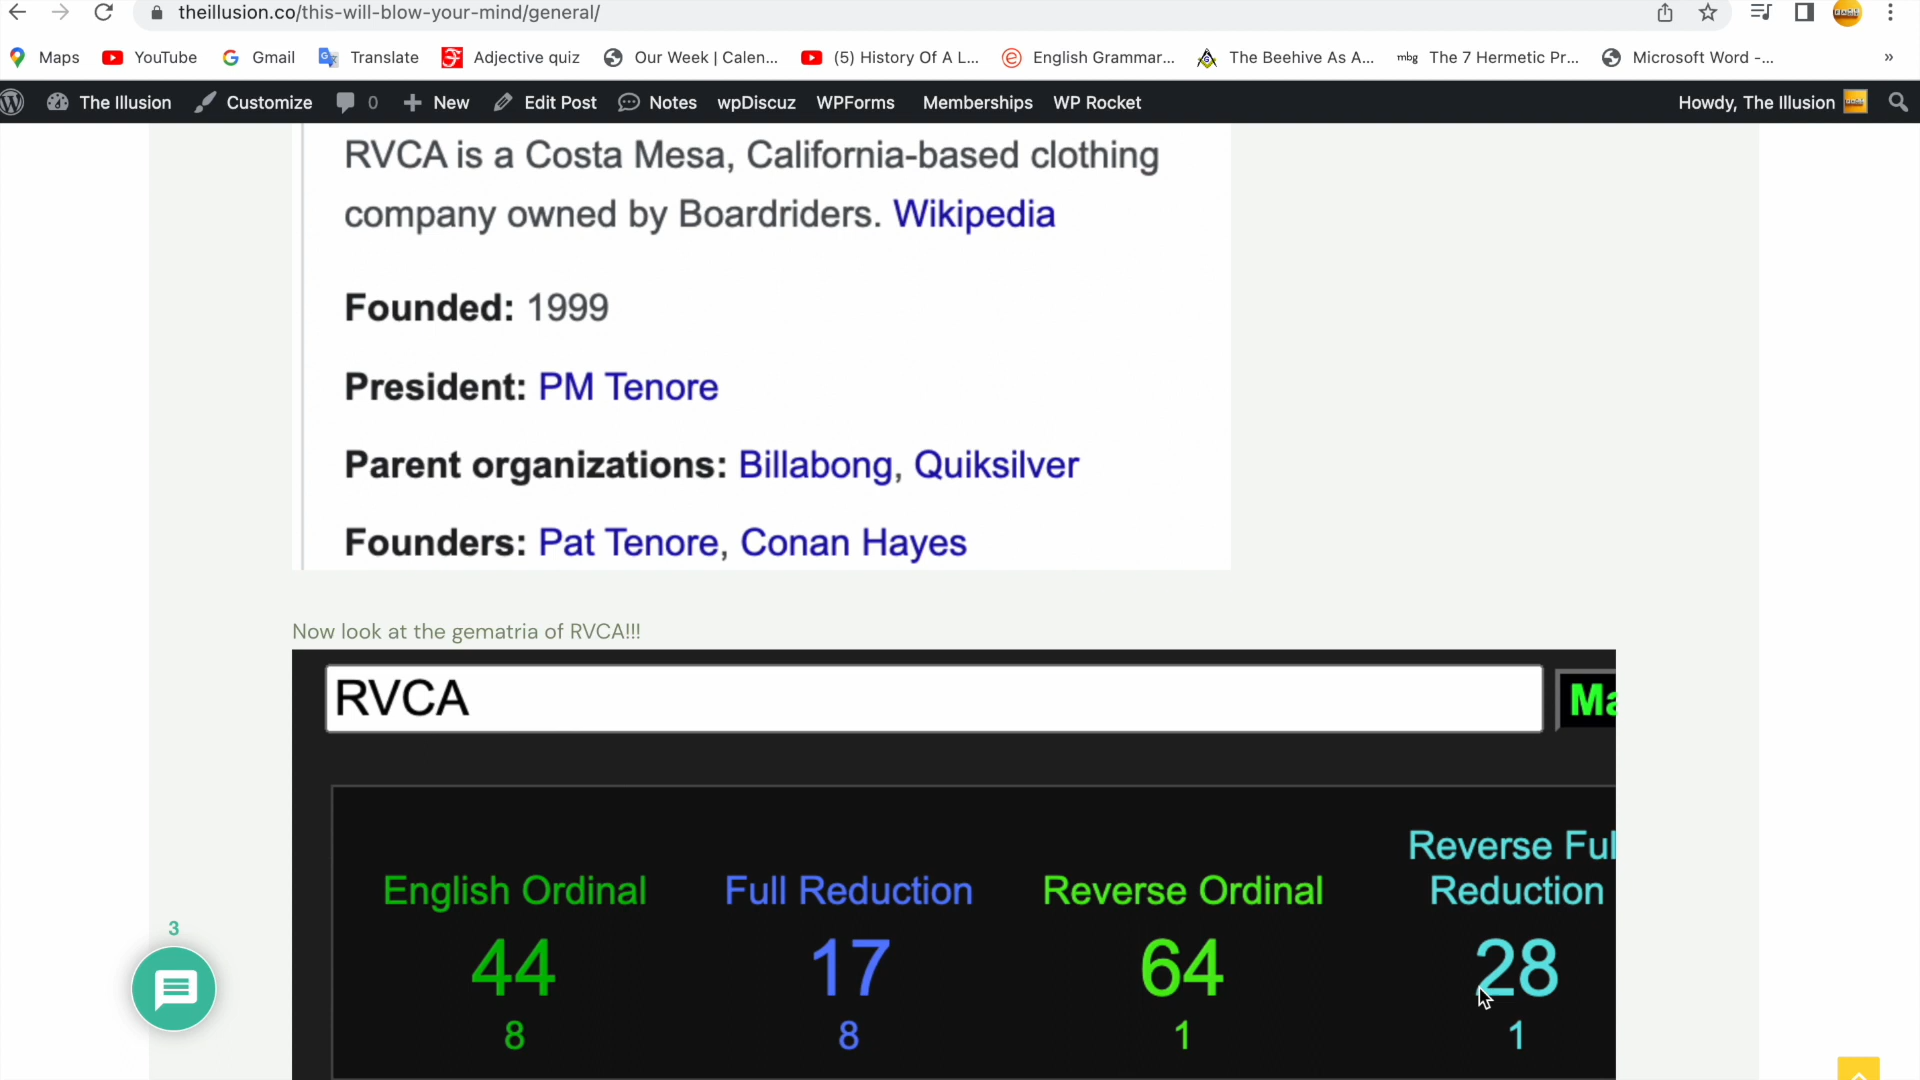 theillusion.co/this-will-blow-your-mind/general/
Maps YouTube Gmail Translate Adjective quiz Our Week | Calen... (5) History Of A L... English Grammar... The Beehive As A... mbg The 7 Hermetic Pr... Microsoft Word -... »
The Illusion Customize 0 New Edit Post Notes wpDiscuz WPForms Memberships WP Rocket Howdy, The Illusion
RVCA is a Costa Mesa, California-based clothing
company owned by Boardriders. Wikipedia
Founded: 1999
President: PM Tenore
Parent organizations: Billabong, Quiksilver
Founders: Pat Tenore, Conan Hayes
Now look at the gematria of RVCA!!!
RVCA Ma
English Ordinal Full Reduction Reverse Ordinal Reverse Ful
Reduction
44 17 64 28
8 8 1 1
3